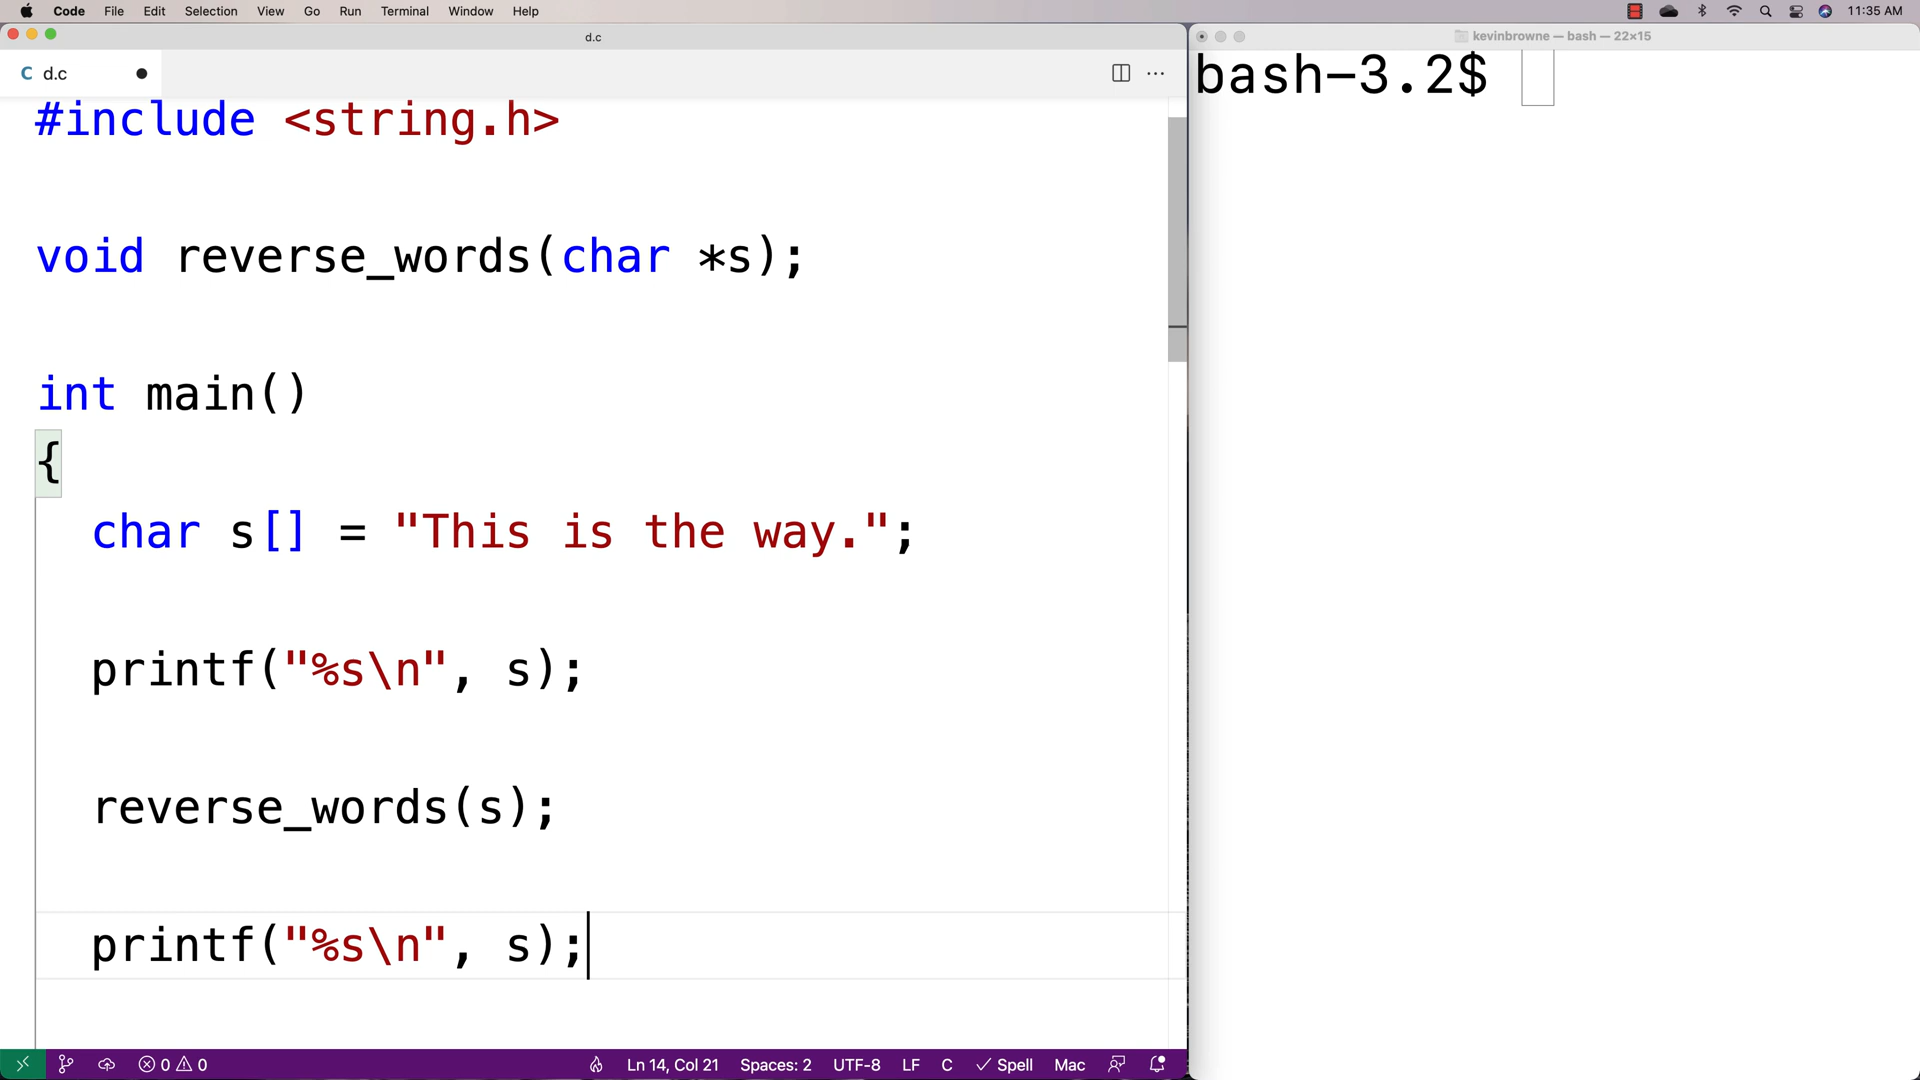 Code File Edit Selection View Go Run Terminal Window Help 11:35 AM
d.c
kevinbrowne — bash — 22×15
C d.c
bash-3.2$
#include <string.h>
void reverse_words(char *s);
int main()
{
char s[] = "This is the way.";
printf("%s\n", s);
reverse_words(s);
printf("%s\n", s);
0 0 Ln 14, Col 21 Spaces: 2 UTF-8 LF C Spell Mac